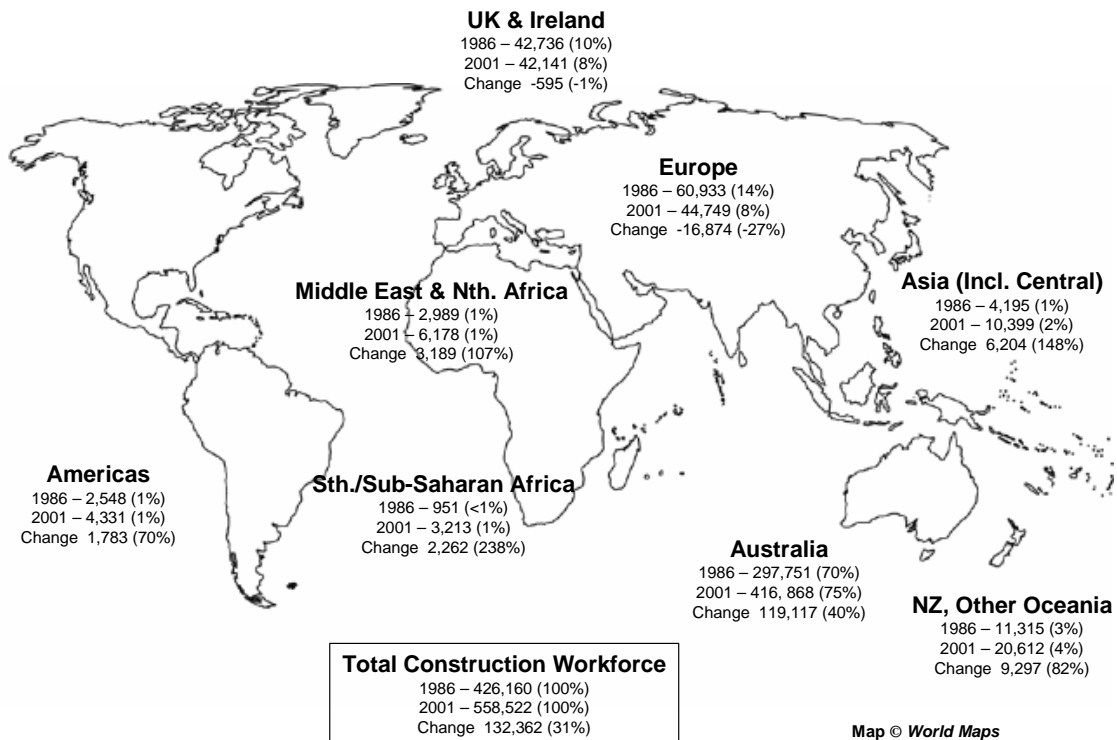 UK & Ireland
1986 – 42,736 (10%)
2001 – 42,141 (8%)
Change -595 (-1%)
Europe
1986 – 60,933 (14%)
2001 – 44,749 (8%)
Change -16,874 (-27%)
Middle East & Nth. Africa
1986 – 2,989 (1%)
2001 – 6,178 (1%)
Change 3,189 (107%)
Asia (Incl. Central)
1986 – 4,195 (1%)
2001 – 10,399 (2%)
Change 6,204 (148%)
Americas
1986 – 2,548 (1%)
2001 – 4,331 (1%)
Change 1,783 (70%)
Sth./Sub-Saharan Africa
1986 – 951 (<1%)
2001 – 3,213 (1%)
Change 2,262 (238%)
Australia
1986 – 297,751 (70%)
2001 – 416, 868 (75%)
Change 119,117 (40%)
NZ, Other Oceania
1986 – 11,315 (3%)
2001 – 20,612 (4%)
Change 9,297 (82%)
Total Construction Workforce
1986 – 426,160 (100%)
2001 – 558,522 (100%)
Change 132,362 (31%)
Map © World Maps